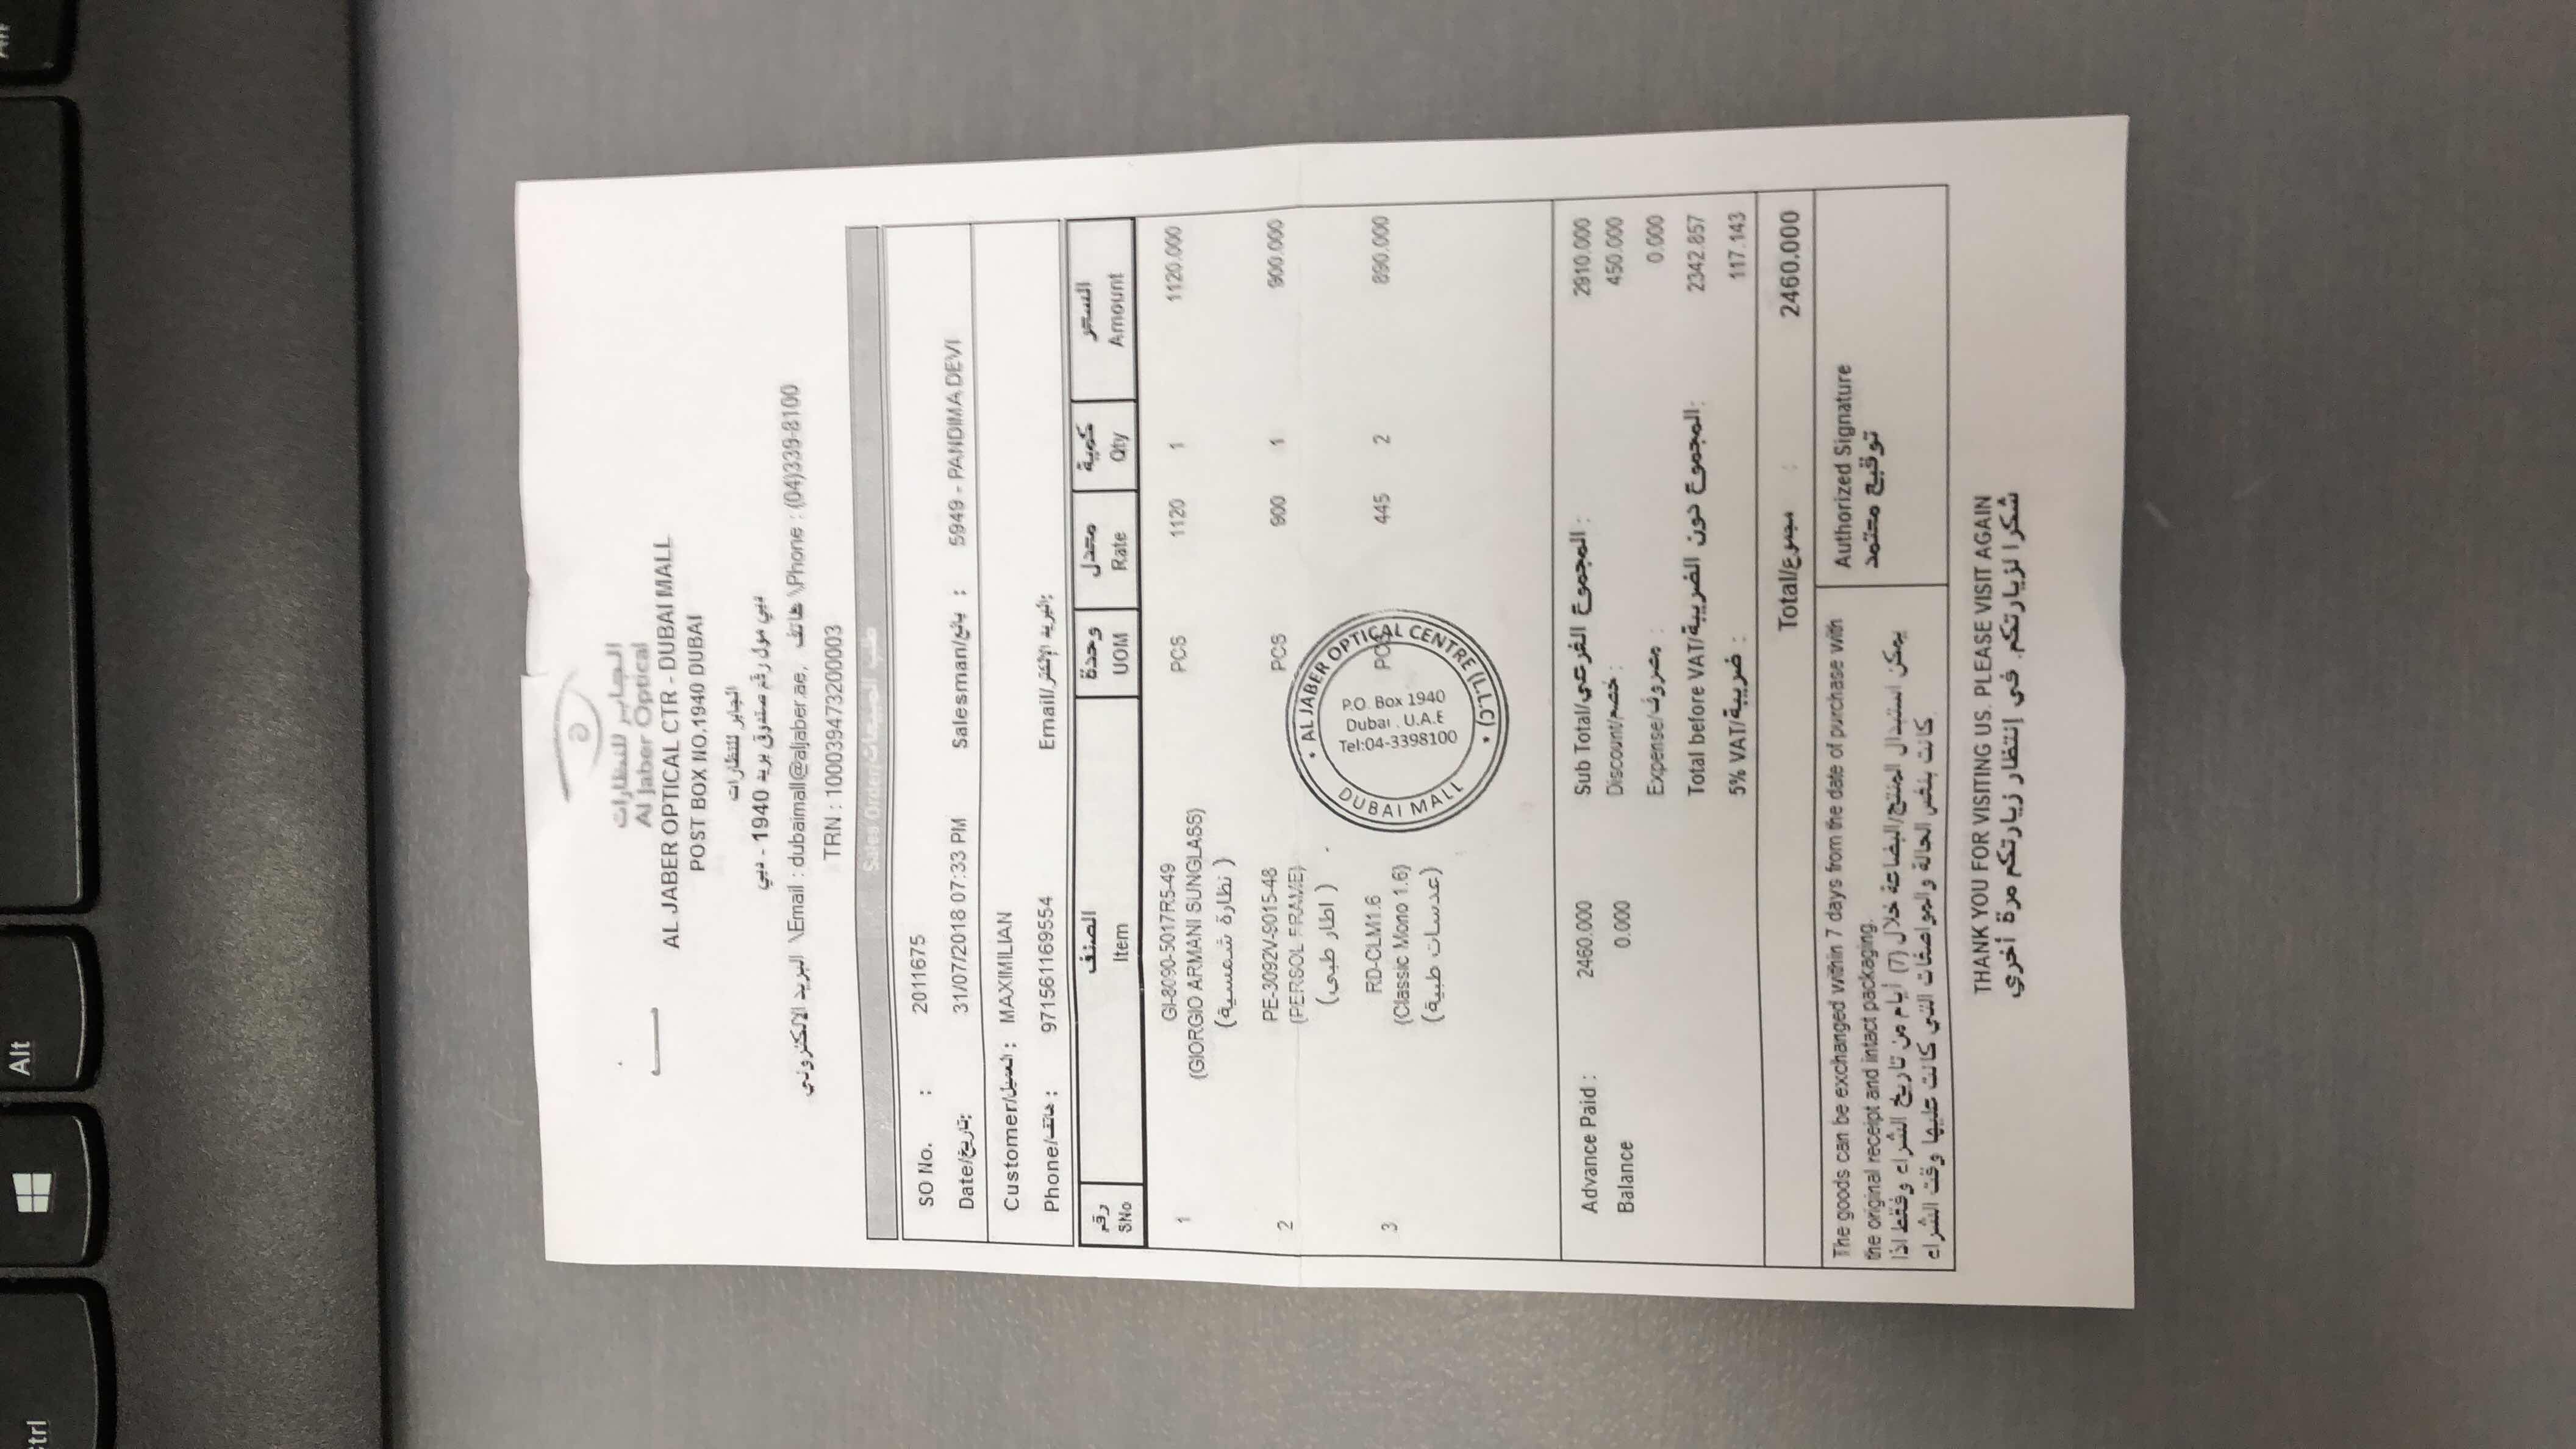 Ctrl
Alt
الجابر للنظارات
Al Jaber Optical
AL JABER OPTICAL CTR - DUBAI MALL
POST BOX NO.1940 DUBAI
الجابر للنظارات
دبي مول رقم صندوق بريد 1940 - دبي
البريد الالكتروني \Email : dubaimall@aljaber.ae, هاتف \Phone : (04)339-8100
TRN : 100039473200003
Sales Order/طلب المبيعات
SO No. : 2011675
Date/تاريخ: 31/07/2018 07:33 PM Salesman/بائع : 5949 - PANDIMA DEVI
Customer/العميل : MAXIMILIAN
Phone/هاتف : 971561169554 Email/البريد الإلكتر:
رقم الصنف وحدة معدل كمية السعر
SNo Item UOM Rate Qty Amount
1 GI-8090-5017R5-49 PCS 1120 1 1120.000
(GIORGIO ARMANI SUNGLASS)
(نظارة شمسية )
2 PE-3092V-9015-48 PCS 900 1 900.000
(PERSOL FRAME)
(اطار طبى )
3 RD-CLM1.6 445 2 890.000
(Classic Mono 1.6)
(عدسات طبية)
• AL JABER OPTICAL CENTRE (L.L.C) •
DUBAI MALL
P.O. Box 1940
Dubai . U.A.E
Tel:04-3398100
Advance Paid : 2460.000 Sub Total/المجموع الفرعي : 2910.000
Balance 0.000 Discount/خصم : 450.000
Expense/مصروف : 0.000
Total before VAT/المجموع دون الضريبة: 2342.857
5% VAT/ضريبة : 117.143
Total/مجموع : 2460.000
The goods can be exchanged within 7 days from the date of purchase with
the original receipt and intact packaging.
يمكن استبدال المنتج/البضاعة خلال (7) أيام من تاريخ الشراء وفقط اذا
كانت بنفس الحالة والمواصفات التي كانت عليها وقت الشراء
Authorized Signature
توقيع معتمد
THANK YOU FOR VISITING US. PLEASE VISIT AGAIN
شكرا لزيارتكم. في إنتظار زيارتكم مرة أخري